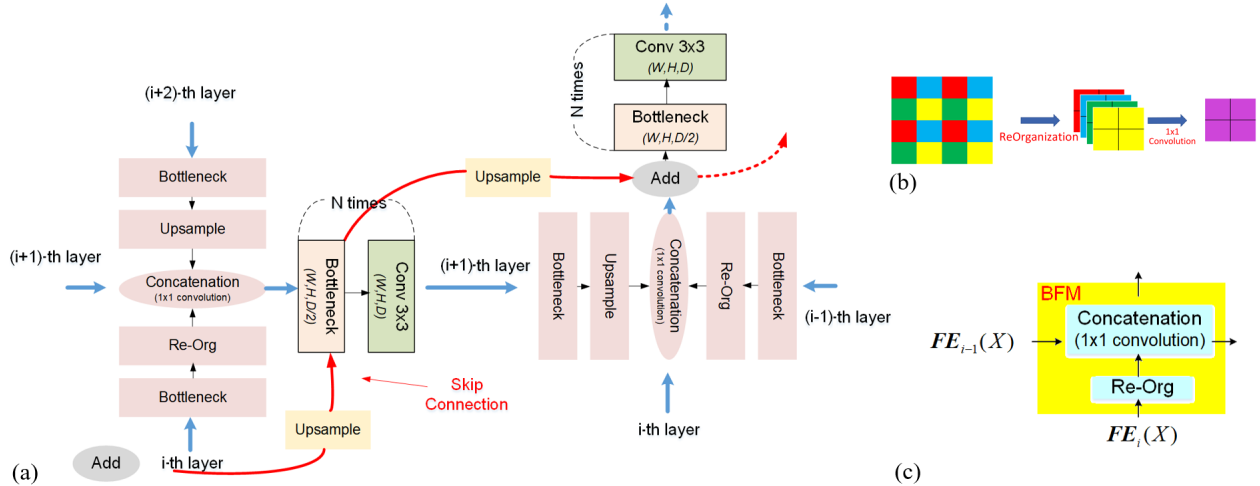 (i+2)-th layer
Bottleneck
Upsample
(i+1)-th layer
Concatenation
(1x1 convolution)
Re-Org
Bottleneck
i-th layer
Add
(a)
N times
Bottleneck
(W,H,D/2)
Conv 3x3
(W,H,D)
Upsample
Skip
Connection
Upsample
(i+1)-th layer
N times
Conv 3x3
(W,H,D)
Bottleneck
(W,H,D/2)
Add
Bottleneck
Upsample
Concatenation
(1x1 convolution)
Re-Org
Bottleneck
(i-1)-th layer
i-th layer
ReOrganization
1x1
Convolution
(b)
BFM
Concatenation
(1x1 convolution)
FEi−1(X)
Re-Org
FEi(X)
(c)